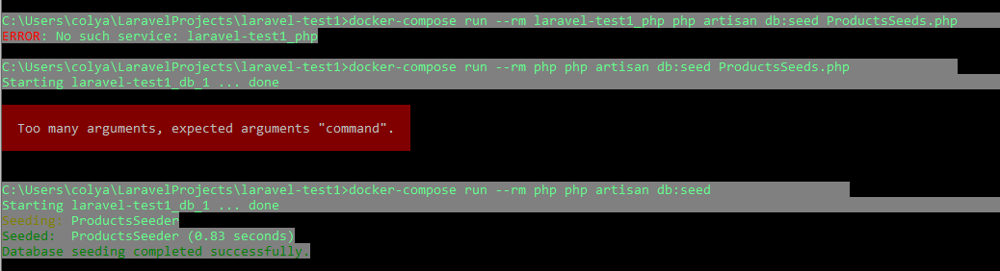 C:\Users\colya\LaravelProjects\laravel-test1>docker-compose run --rm laravel-test1_php php artisan db:seed ProductsSeeds.php
ERROR: No such service: laravel-test1_php
C:\Users\colya\LaravelProjects\laravel-test1>docker-compose run --rm php php artisan db:seed ProductsSeeds.php
Starting laravel-test1_db_1 ... done
Too many arguments, expected arguments "command".
C:\Users\colya\LaravelProjects\laravel-test1>docker-compose run --rm php php artisan db:seed
Starting laravel-test1_db_1 ... done
Seeding: ProductsSeeder
Seeded:  ProductsSeeder (0.83 seconds)
Database seeding completed successfully.